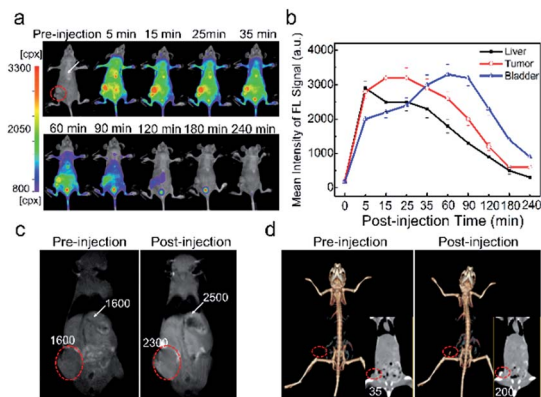 a
Pre-injection 5 min 15 min 25min 35 min
[cpx]
3300
2050
800
[cpx]
60 min 90 min 120 min 180 min 240 min
b
Mean Intensity of FL Signal (a.u.)
4000
3000
2000
1000
0
Liver
Tumor
Bladder
0 5 15 25 35 60 90 120 180 240
Post-injection Time (min)
c
Pre-injection Post-injection
1600
1600
2500
2300
d
Pre-injection Post-injection
35
200